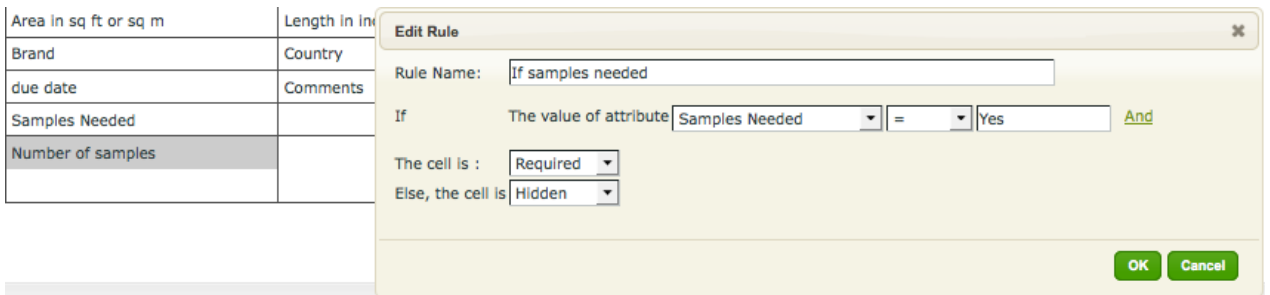 Area in sq ft or sq m
Length in in
Brand
Country
due date
Comments
Samples Needed
Number of samples
Edit Rule
Rule Name: If samples needed
If The value of attribute Samples Needed = Yes And
The cell is : Required
Else, the cell is Hidden
OK Cancel